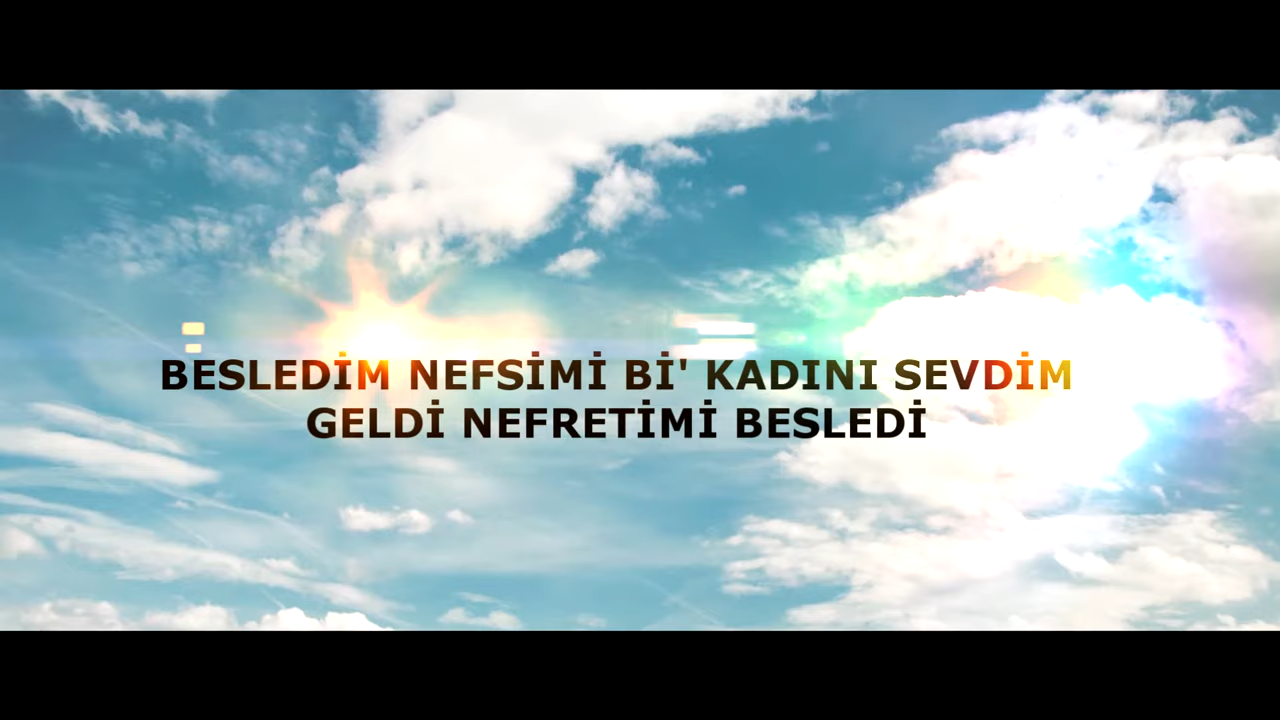 BESLEDİM NEFSİMİ Bİ' KADINI SEVDİM
GELDİ NEFRETİMİ BESLEDİ